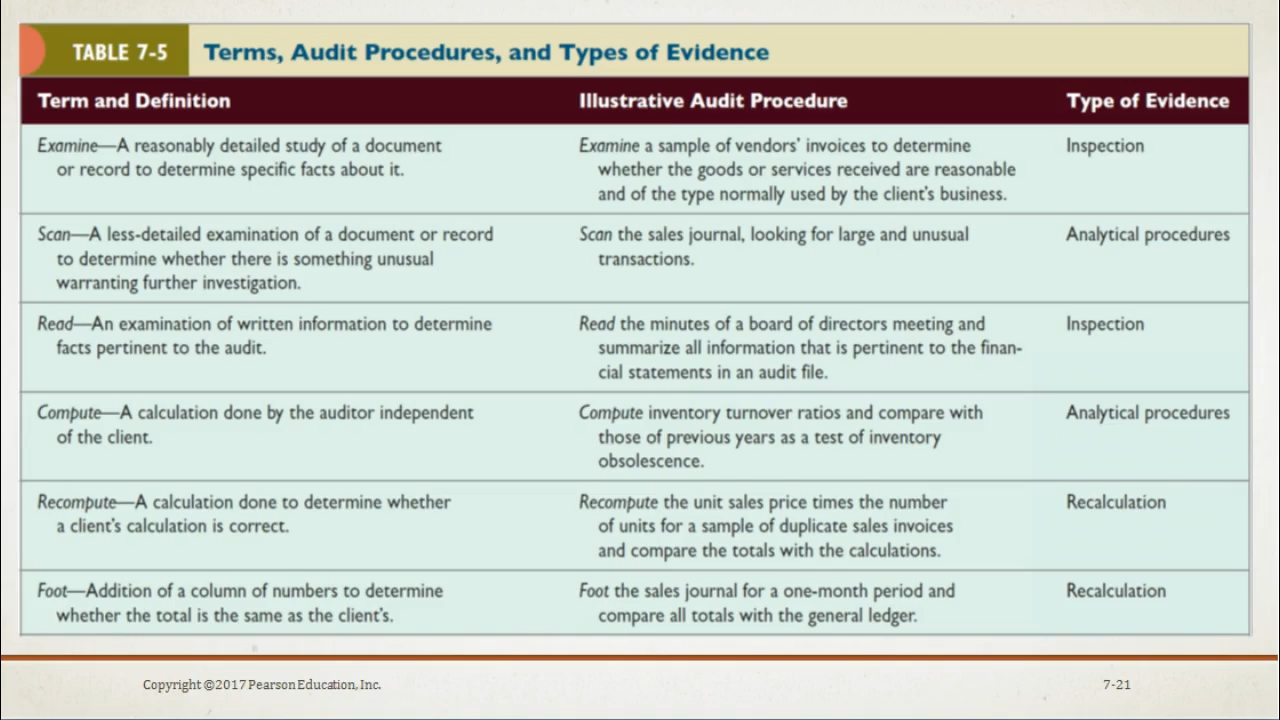 TABLE 7-5 Terms, Audit Procedures, and Types of Evidence
Term and Definition Illustrative Audit Procedure Type of Evidence
Examine—A reasonably detailed study of a document
or record to determine specific facts about it.
Examine a sample of vendors' invoices to determine
whether the goods or services received are reasonable
and of the type normally used by the client's business.
Inspection
Scan—A less-detailed examination of a document or record
to determine whether there is something unusual
warranting further investigation.
Scan the sales journal, looking for large and unusual
transactions.
Analytical procedures
Read—An examination of written information to determine
facts pertinent to the audit.
Read the minutes of a board of directors meeting and
summarize all information that is pertinent to the finan-
cial statements in an audit file.
Inspection
Compute—A calculation done by the auditor independent
of the client.
Compute inventory turnover ratios and compare with
those of previous years as a test of inventory
obsolescence.
Analytical procedures
Recompute—A calculation done to determine whether
a client's calculation is correct.
Recompute the unit sales price times the number
of units for a sample of duplicate sales invoices
and compare the totals with the calculations.
Recalculation
Foot—Addition of a column of numbers to determine
whether the total is the same as the client's.
Foot the sales journal for a one-month period and
compare all totals with the general ledger.
Recalculation
Copyright ©2017 Pearson Education, Inc. 7-21